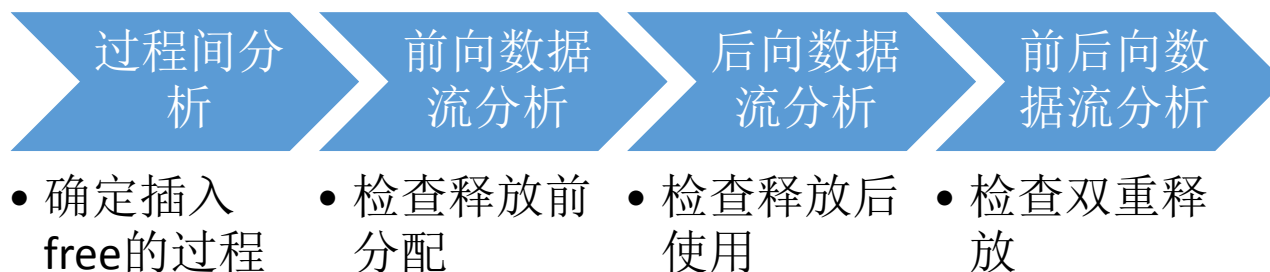 过程间分
析
前向数据
流分析
后向数据
流分析
前后向数
据流分析
• 确定插入
free的过程
• 检查释放前
分配
• 检查释放后
使用
• 检查双重释
放